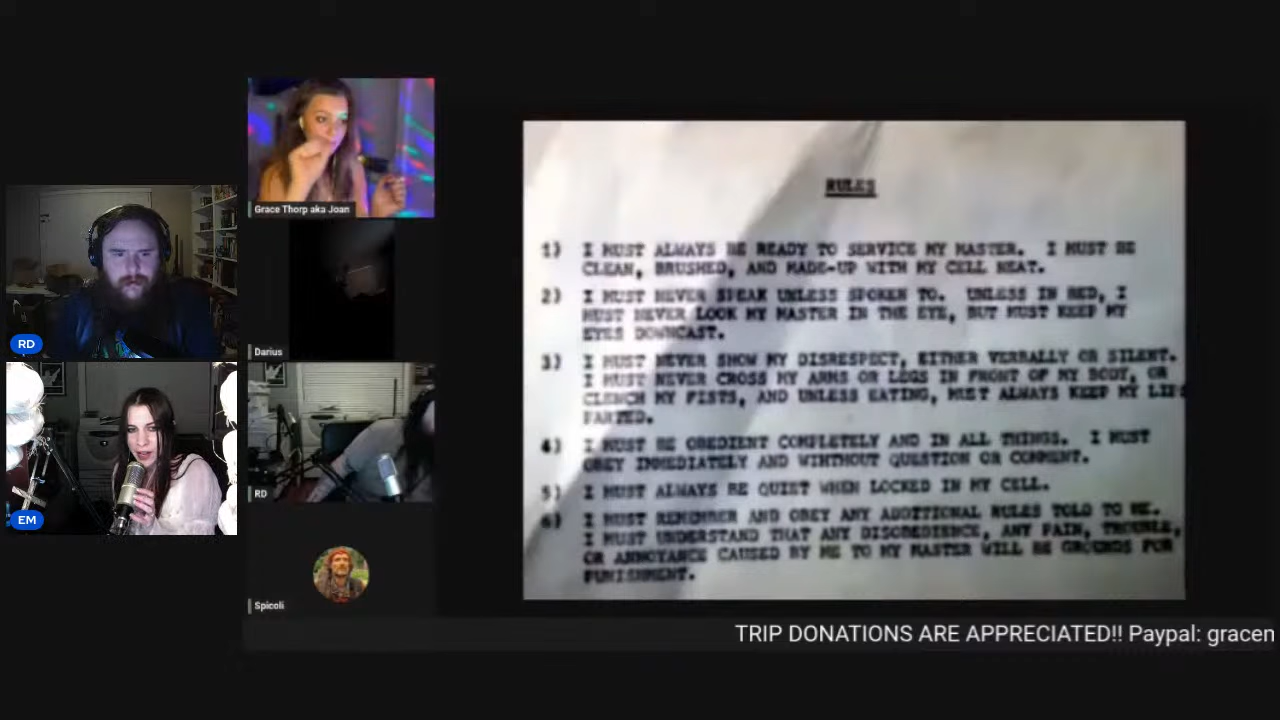 Grace Thorp aka Joan
RD
Darius
EM
RD
Spicoli
RULES
1) I MUST ALWAYS BE READY TO SERVICE MY MASTER. I MUST BE
CLEAN, BRUSHED, AND MADE-UP WITH MY CELL NEAT.
2) I MUST NEVER SPEAK UNLESS SPOKEN TO. UNLESS IN BED, I
MUST NEVER LOOK MY MASTER IN THE EYE, BUT MUST KEEP MY
EYES DOWNCAST.
3) I MUST NEVER SHOW MY DISRESPECT, EITHER VERBALLY OR SILENT.
I MUST NEVER CROSS MY ARMS OR LEGS IN FRONT OF MY BODY, OR
CLENCH MY FISTS, AND UNLESS EATING, MUST ALWAYS KEEP MY LIPS
PARTED.
4) I MUST BE OBEDIENT COMPLETELY AND IN ALL THINGS. I MUST
OBEY IMMEDIATELY AND WIHTHOUT QUESTION OR COMMENT.
5) I MUST ALWAYS BE QUIET WHEN LOCKED IN MY CELL.
6) I MUST REMEMBER AND OBEY ANY ADDITIONAL RULES TOLD TO ME.
I MUST UNDERSTAND THAT ANY DISOBEDIENCE, ANY PAIN, TROUBLE,
OR ANNOYANCE CAUSED BY ME TO MY MASTER WILL BE GROUNDS FOR
PUNISHMENT.
TRIP DONATIONS ARE APPRECIATED!! Paypal: gracen